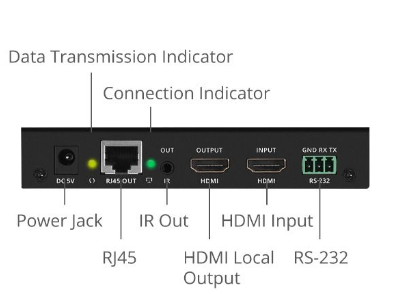 Data Transmission Indicator
Connection Indicator
OUT OUTPUT INPUT GND RX TX
DC 5V RJ45 OUT IR HDMI HDMI RS-232
Power Jack IR Out HDMI Input
RJ45 HDMI Local Output RS-232